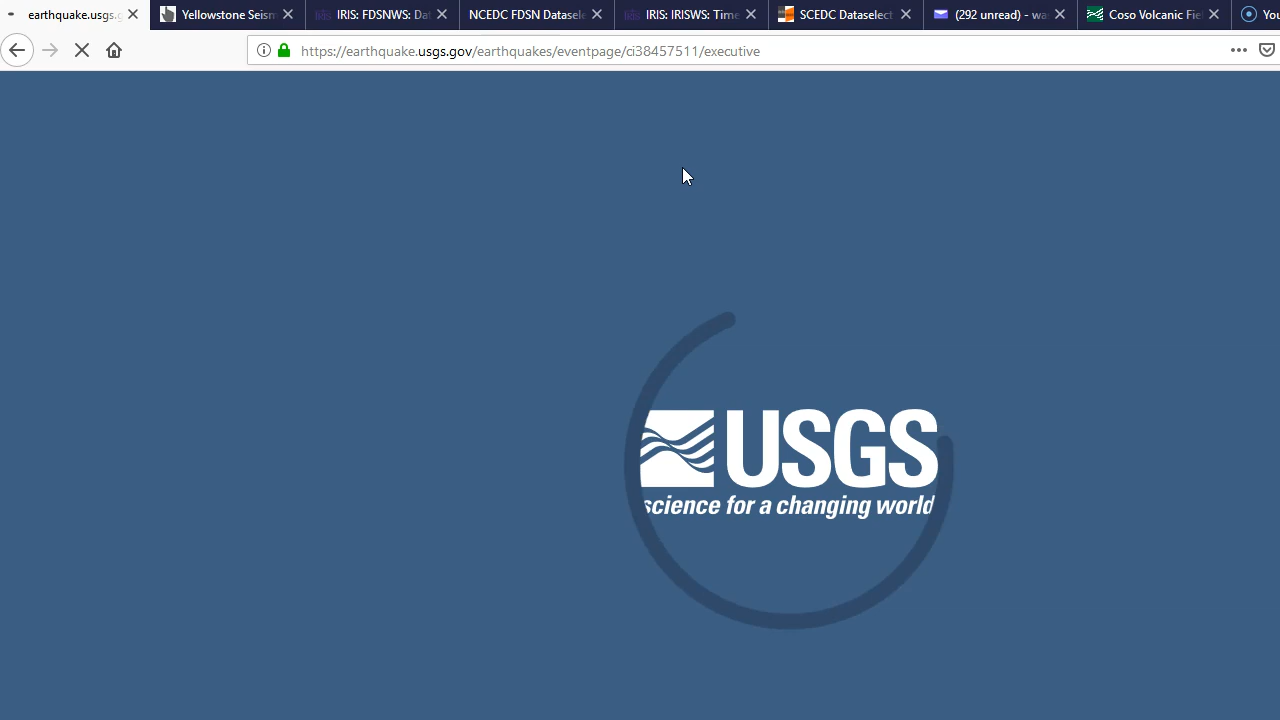 earthquake.usgs.g
Yellowstone Seism
IRIS: FDSNWS: Dat
NCEDC FDSN Datasele
IRIS: IRISWS: Time
SCEDC Dataselect
(292 unread) - wa
Coso Volcanic Fie
You
https://earthquake.usgs.gov/earthquakes/eventpage/ci38457511/executive
USGS
science for a changing world